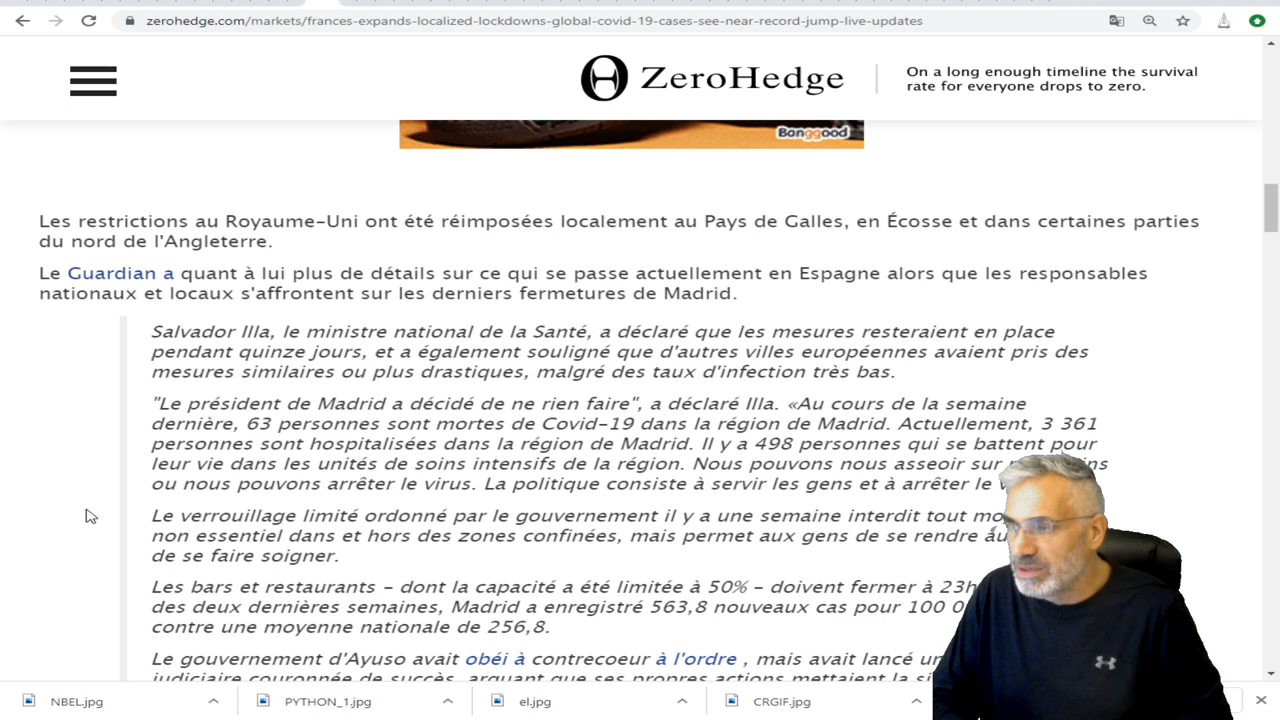 zerohedge.com/markets/frances-expands-localized-lockdowns-global-covid-19-cases-see-near-record-jump-live-updates
ZeroHedge
On a long enough timeline the survival
rate for everyone drops to zero.
Banggood
Les restrictions au Royaume-Uni ont été réimposées localement au Pays de Galles, en Écosse et dans certaines parties
du nord de l'Angleterre.
Le Guardian a quant à lui plus de détails sur ce qui se passe actuellement en Espagne alors que les responsables
nationaux et locaux s'affrontent sur les derniers fermetures de Madrid.
Salvador Illa, le ministre national de la Santé, a déclaré que les mesures resteraient en place
pendant quinze jours, et a également souligné que d'autres villes européennes avaient pris des
mesures similaires ou plus drastiques, malgré des taux d'infection très bas.
"Le président de Madrid a décidé de ne rien faire", a déclaré Illa. «Au cours de la semaine
dernière, 63 personnes sont mortes de Covid-19 dans la région de Madrid. Actuellement, 3 361
personnes sont hospitalisées dans la région de Madrid. Il y a 498 personnes qui se battent pour
leur vie dans les unités de soins intensifs de la région. Nous pouvons nous asseoir sur
ou nous pouvons arrêter le virus. La politique consiste à servir les gens et à arrêter le
Le verrouillage limité ordonné par le gouvernement il y a une semaine interdit tout
non essentiel dans et hors des zones confinées, mais permet aux gens de se rendre
de se faire soigner.
Les bars et restaurants - dont la capacité a été limitée à 50% - doivent fermer à 23h
des deux dernières semaines, Madrid a enregistré 563,8 nouveaux cas pour 100
contre une moyenne nationale de 256,8.
Le gouvernement d'Ayuso avait obéi à contrecoeur à l'ordre , mais avait lancé
judiciaire couronnée de succès, arguant que ses propres actions mettaient la
NBEL.jpg
PYTHON_1.jpg
el.jpg
CRGIF.jpg